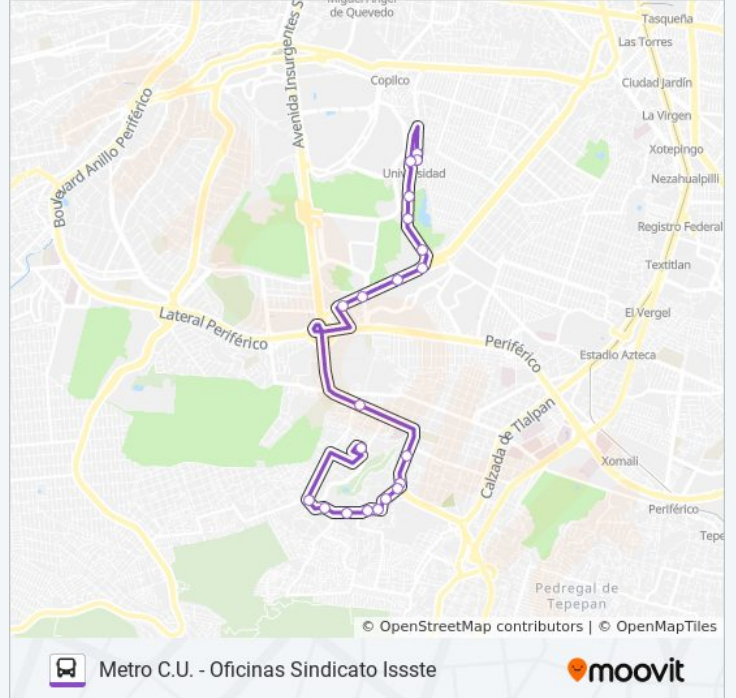 Miguel Ángel
de Quevedo
Tasqueña
Las Torres
Copilco
Ciudad Jardín
Avenida Insurgentes S
La Virgen
Boulevard Anillo Periférico
Xotepingo
Universidad
Nezahualpilli
Registro Federal
Textitlan
El Vergel
Lateral Periférico
Periférico
Estadio Azteca
Calzada de Tlalpan
Xomali
Periférico
Tepe
Pedregal de
Tepepan
© OpenStreetMap contributors | © OpenMapTiles
Metro C.U. - Oficinas Sindicato Issste
moovit